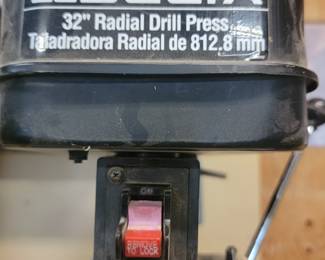 32" Radial Drill Press
Taladradora Radial de 812.8 mm
ON
REMOVE
TO LOCK